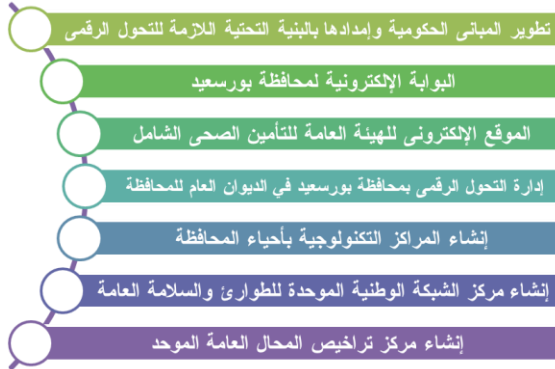 تطوير المبانى الحكومية وإمدادها بالبنية التحتية اللازمة للتحول الرقمى
البوابة الإلكترونية لمحافظة بورسعيد
الموقع الإلكترونى للهيئة العامة للتأمين الصحى الشامل
إدارة التحول الرقمى بمحافظة بورسعيد في الديوان العام للمحافظة
إنشاء المراكز التكنولوجية بأحياء المحافظة
إنشاء مركز الشبكة الوطنية الموحدة للطوارئ والسلامة العامة
إنشاء مركز تراخيص المحال العامة الموحد